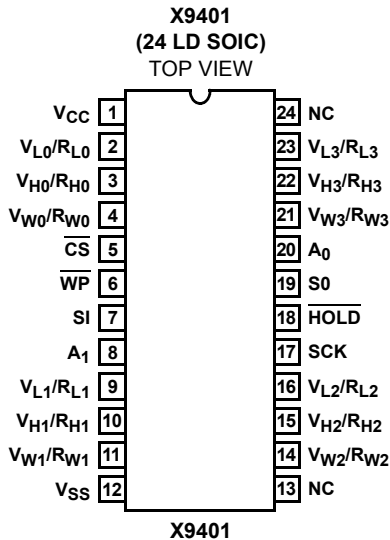 X9401
(24 LD SOIC)
TOP VIEW
VCC 1 24 NC
VL0/RL0 2 23 VL3/RL3
VH0/RH0 3 22 VH3/RH3
VW0/RW0 4 21 VW3/RW3
CS 5 20 A0
WP 6 19 S0
SI 7 18 HOLD
A1 8 17 SCK
VL1/RL1 9 16 VL2/RL2
VH1/RH1 10 15 VH2/RH2
VW1/RW1 11 14 VW2/RW2
VSS 12 13 NC
X9401